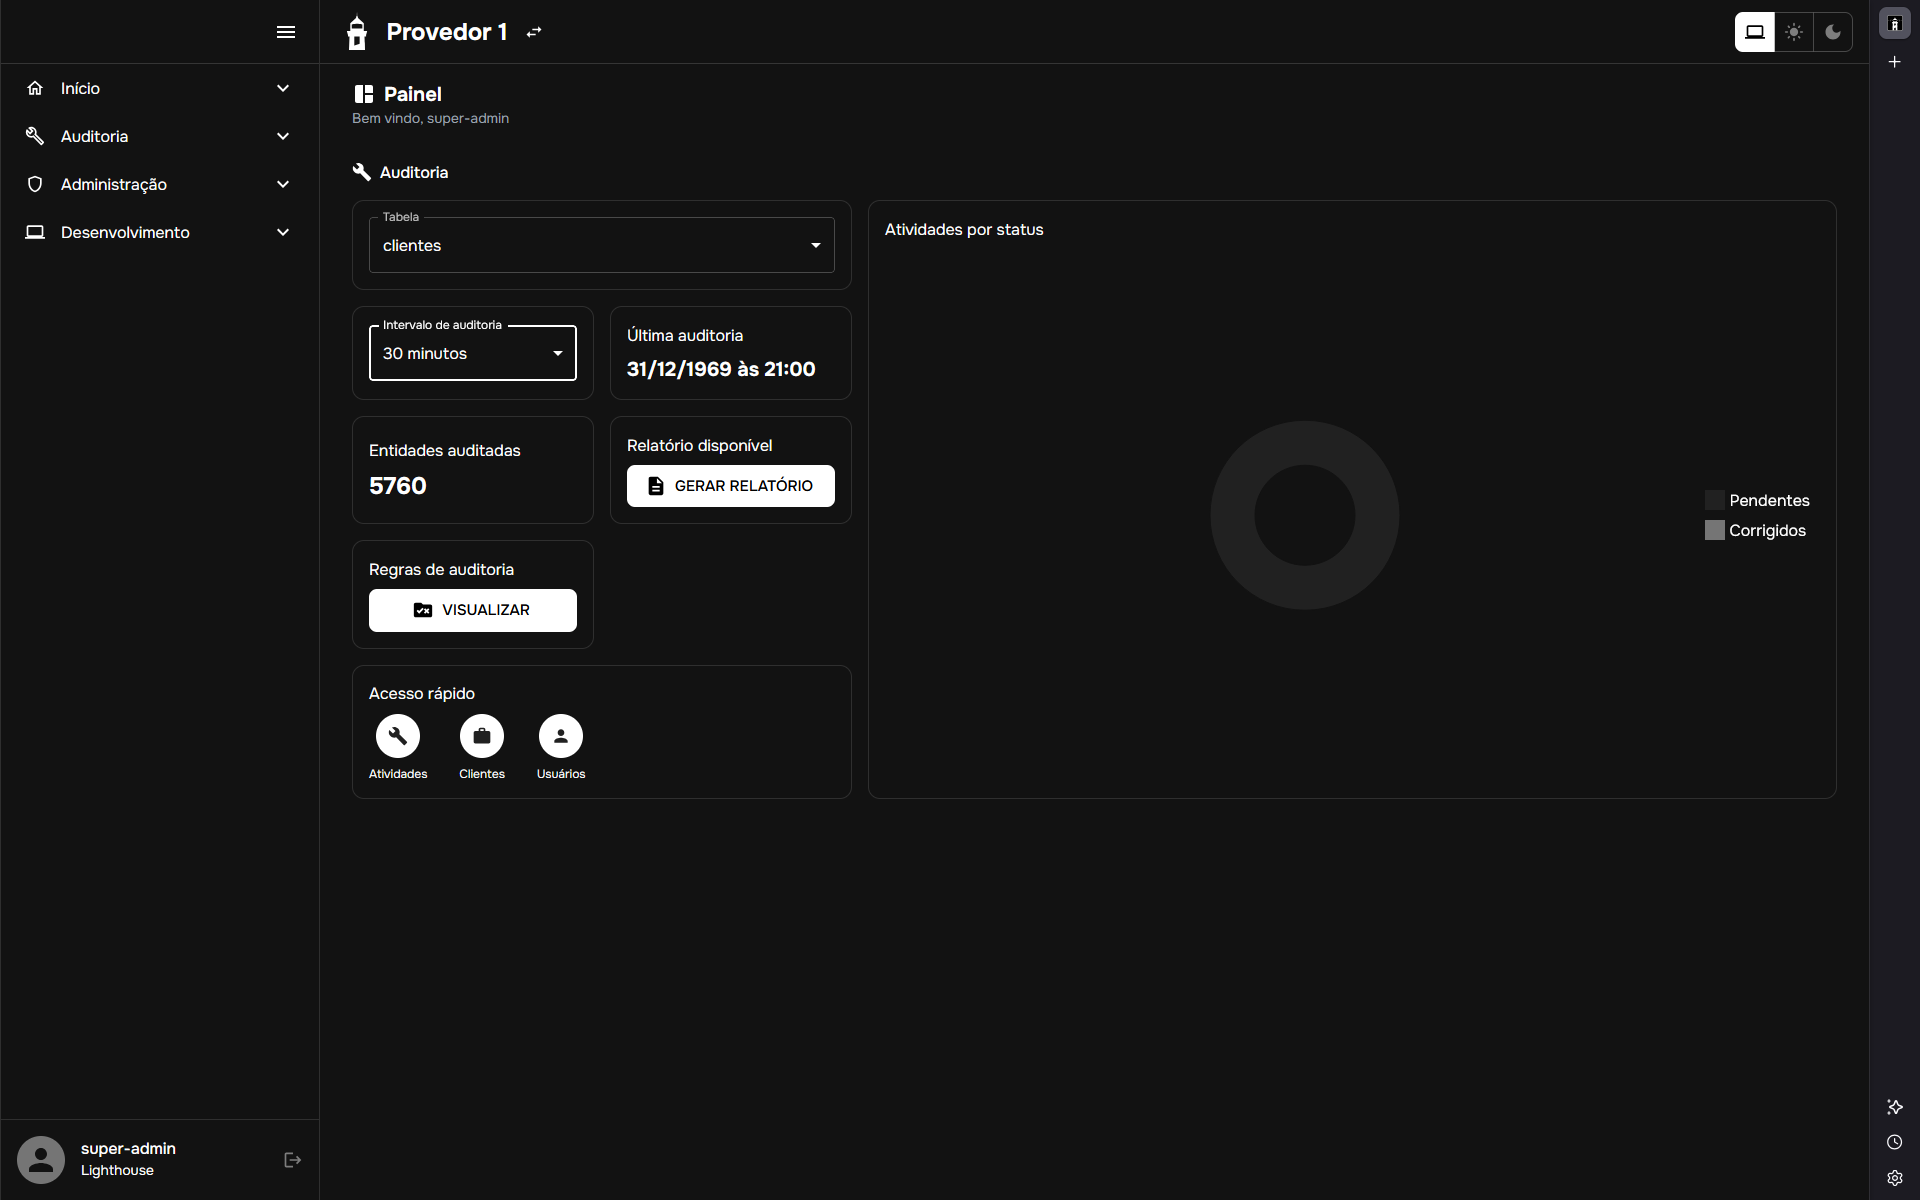 Provedor 1
Início
Auditoria
Administração
Desenvolvimento
Painel
Bem vindo, super-admin
Auditoria
Tabela
clientes
Intervalo de auditoria
30 minutos
Última auditoria
31/12/1969 às 21:00
Entidades auditadas
5760
Relatório disponível
GERAR RELATÓRIO
Regras de auditoria
VISUALIZAR
Acesso rápido
Atividades
Clientes
Usuários
Atividades por status
Pendentes
Corrigidos
super-admin
Lighthouse